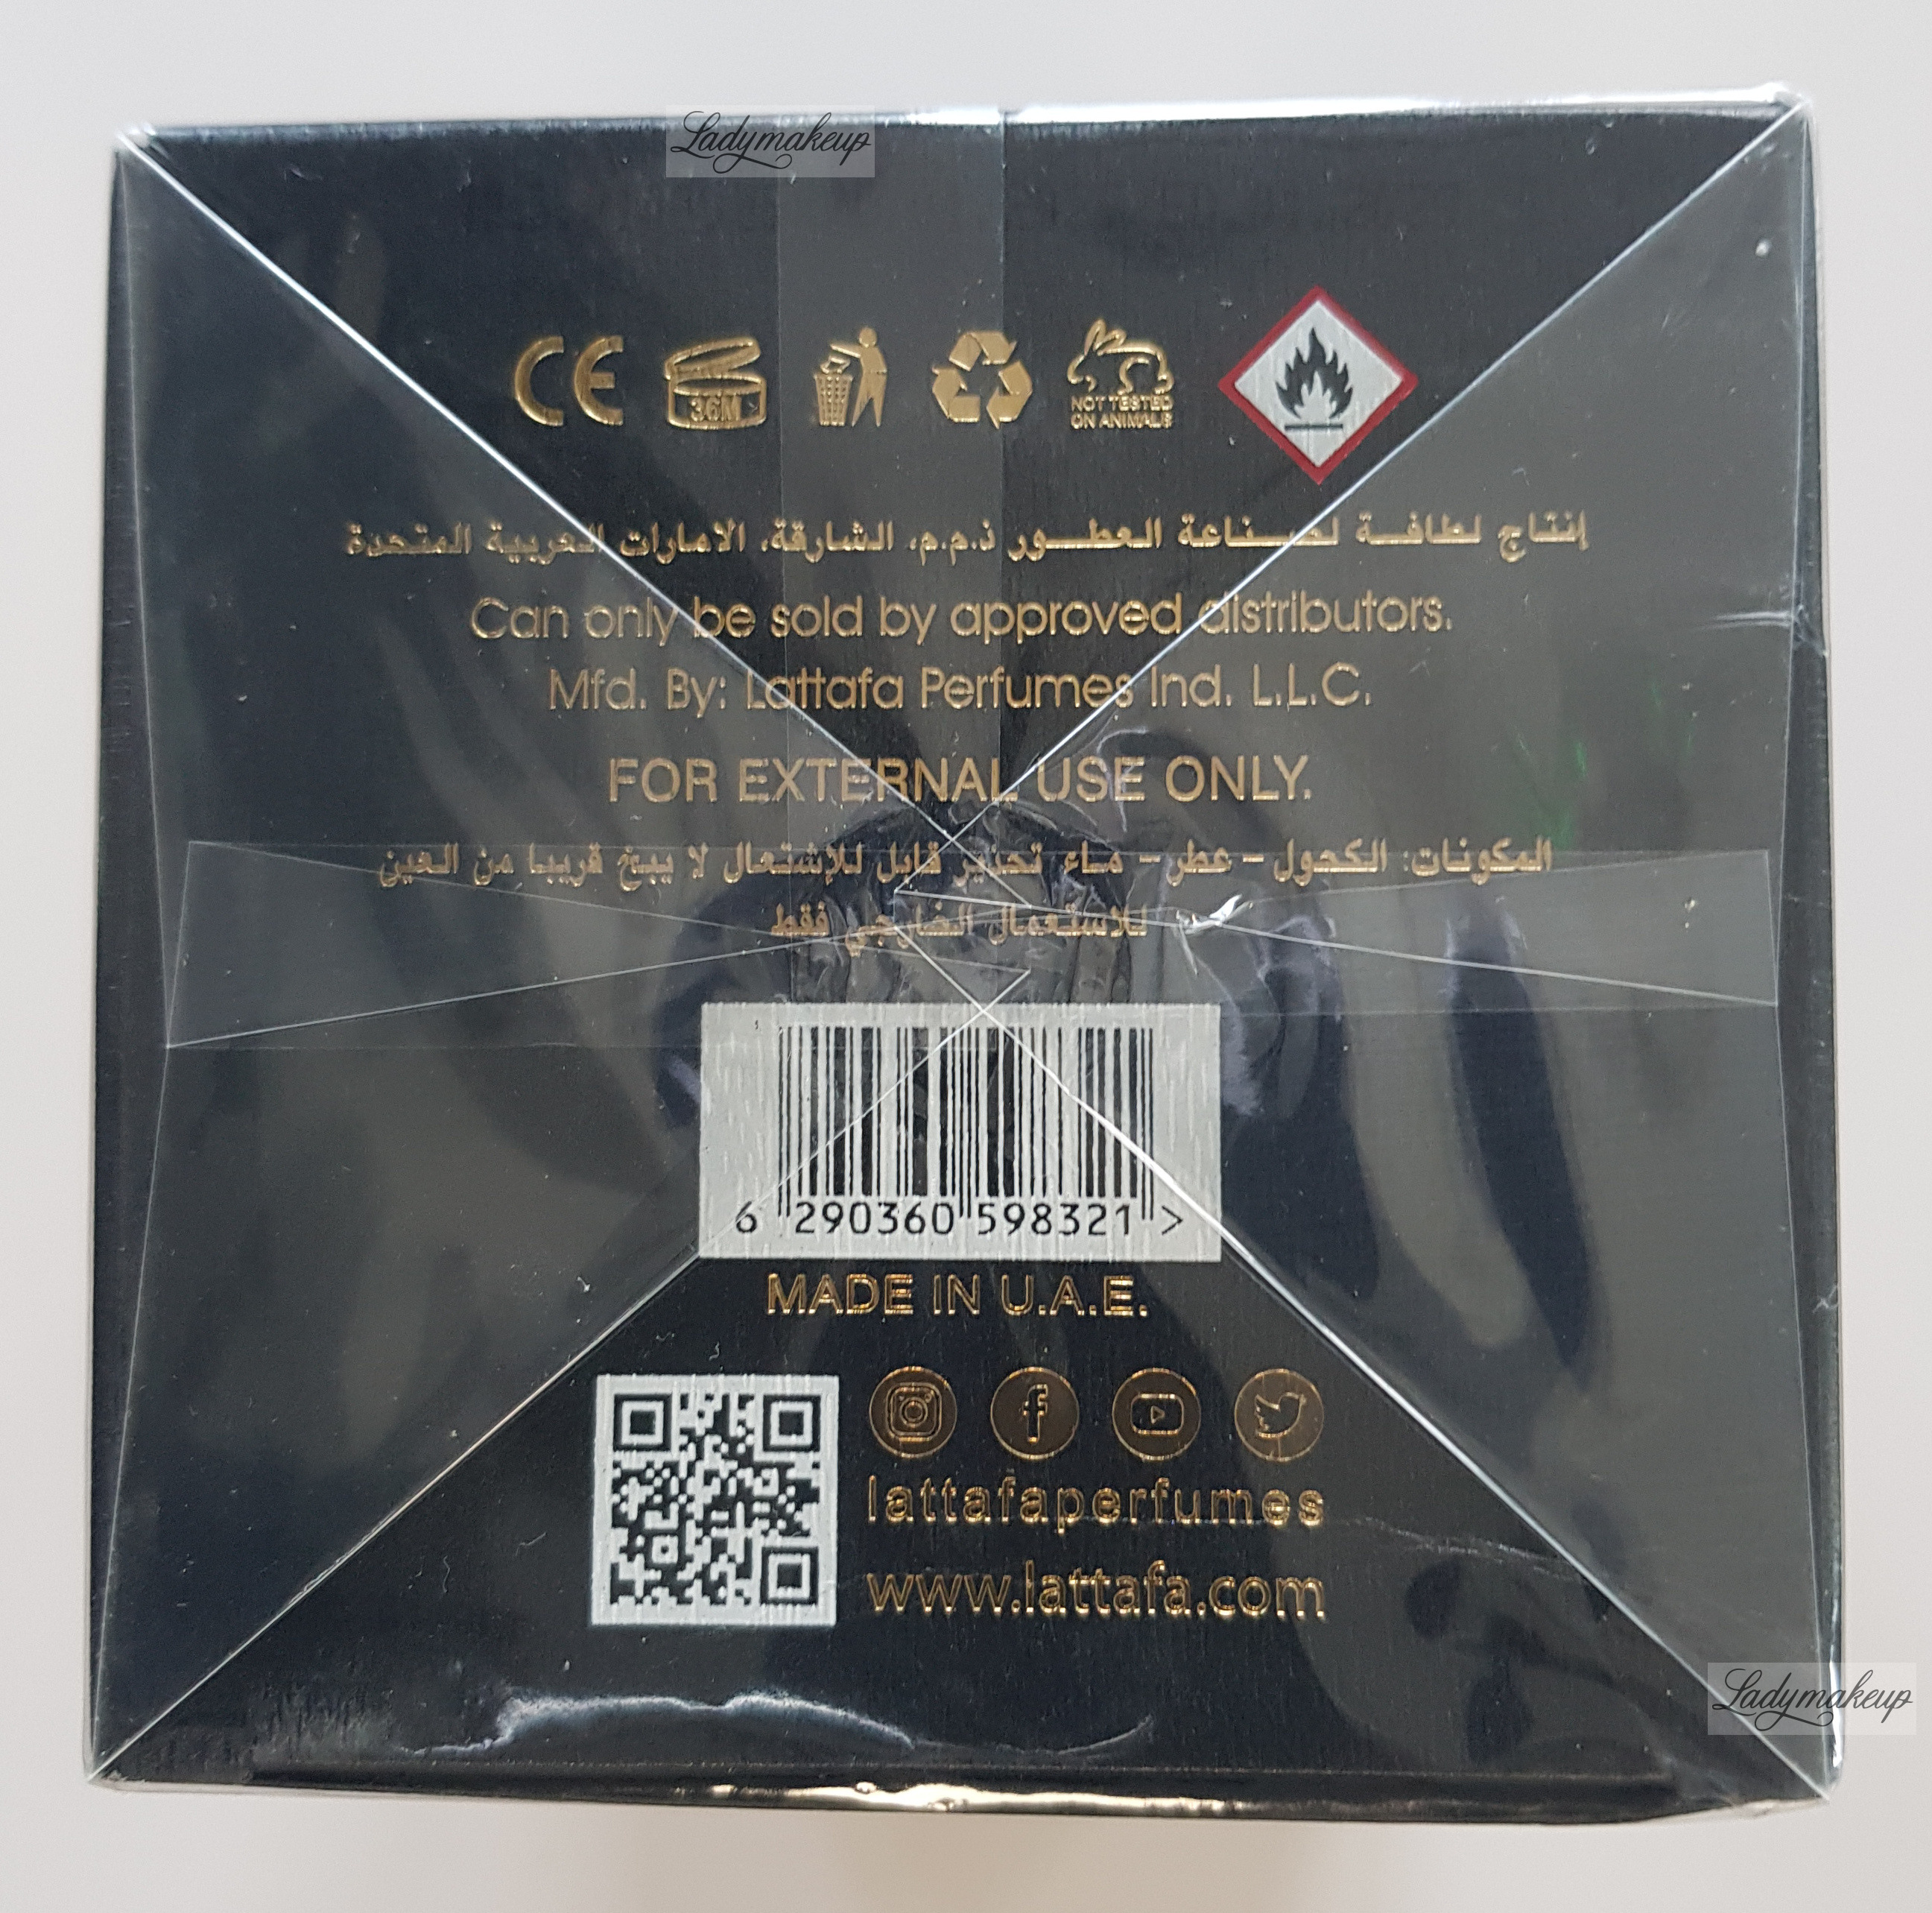 Ladymakeup
CE
36M
NOT TESTED
ON ANIMALS
إنتاج لطافة لصناعة العطور ذ.م.م، الشارقة، الامارات العربية المتحدة
Can only be sold by approved distributors.
Mfd. By: Lattafa Perfumes Ind. L.L.C.
FOR EXTERNAL USE ONLY.
المكونات: الكحول - عطر - ماء تحزير قابل للإشتعال لا يبخ قريبا من العين
للاستعمال الخارجي فقط
6 290360 598321 >
MADE IN U.A.E.
lattafaperfumes
www.lattafa.com
Ladymakeup